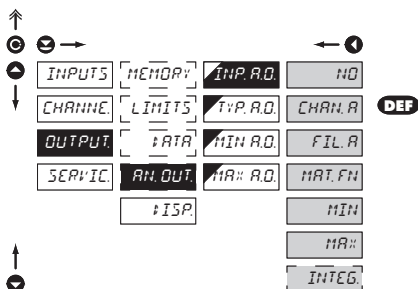 INPUTS MEMORY INP. A.O. NO
CHANNE. LIMITS TYP. A.O. CHAN. A DEF
OUTPUT. DATA MIN A.O. FIL. A
SERVIC. AN. OUT. MAX A.O. MAT. FN
DISP. MIN
MAX
INTEG.